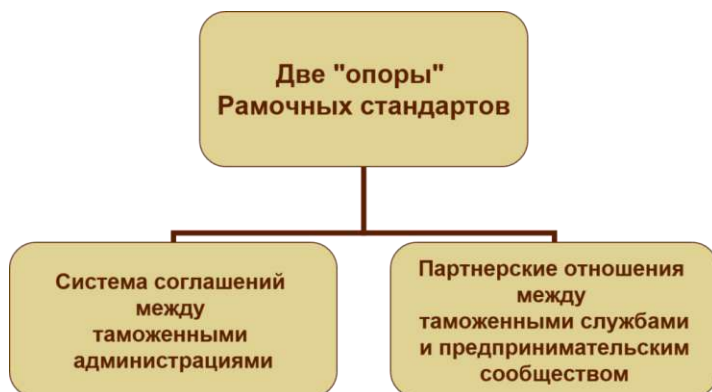 Две "опоры"
Рамочных стандартов
Система соглашений
между
таможенными
администрациями
Партнерские отношения
между
таможенными службами
и предпринимательским
сообществом